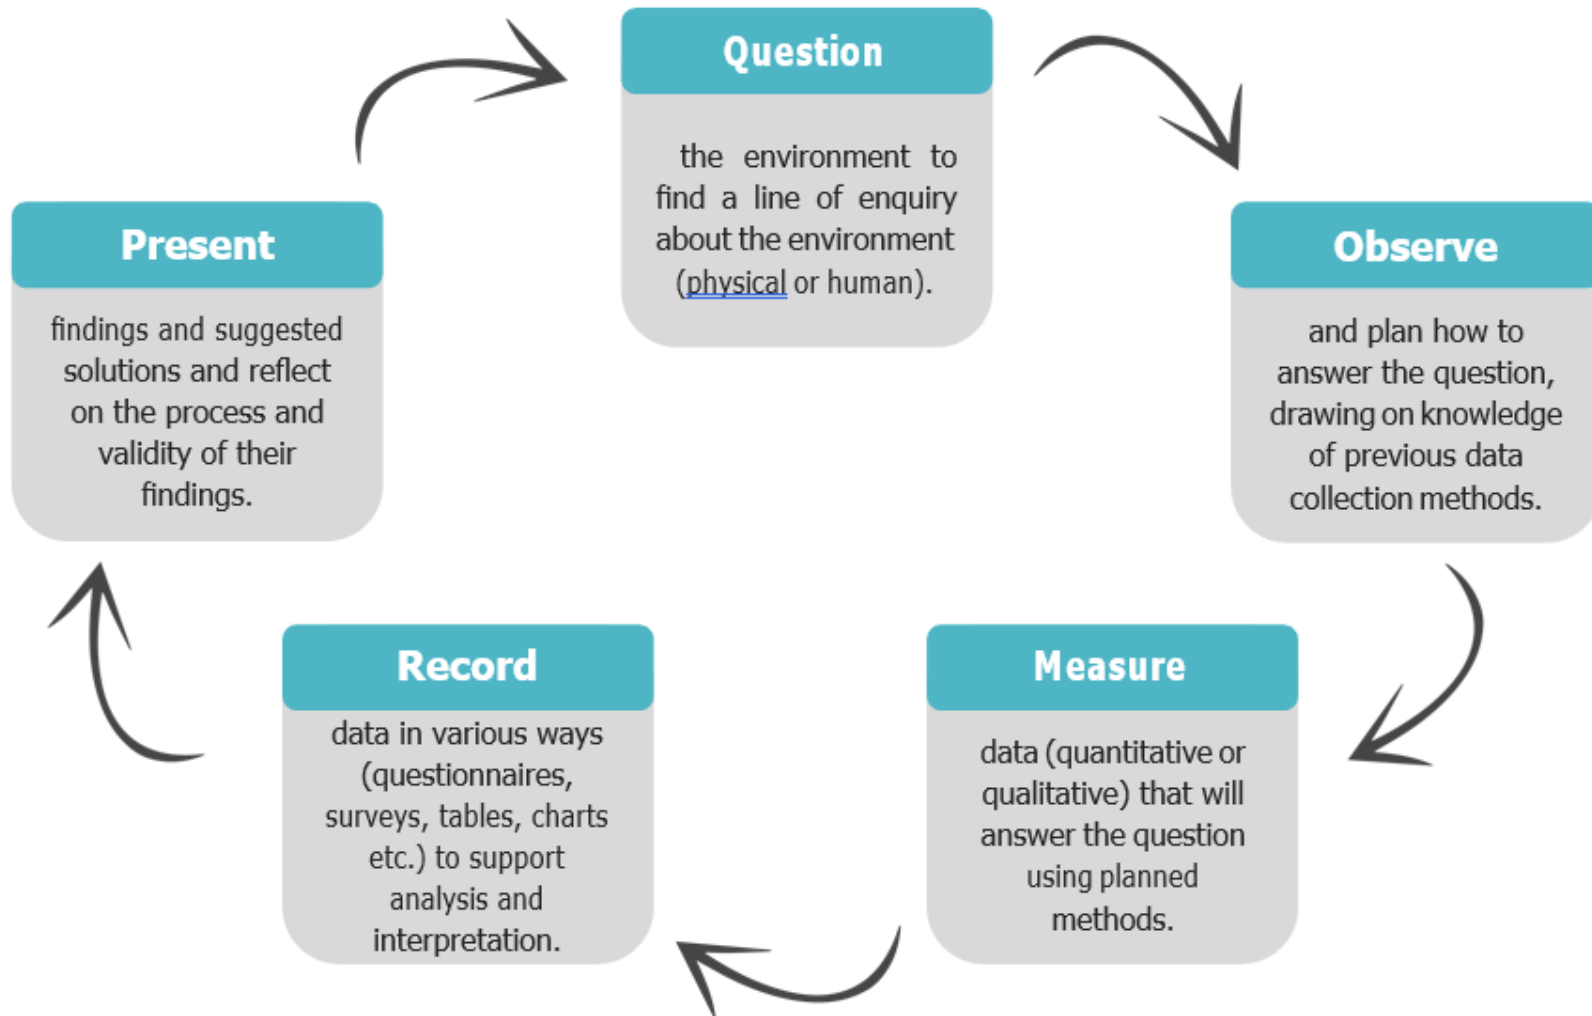 Question
the environment to
find a line of enquiry
about the environment
(physical or human).
Observe
and plan how to
answer the question,
drawing on knowledge
of previous data
collection methods.
Measure
data (quantitative or
qualitative) that will
answer the question
using planned
methods.
Record
data in various ways
(questionnaires,
surveys, tables, charts
etc.) to support
analysis and
interpretation.
Present
findings and suggested
solutions and reflect
on the process and
validity of their
findings.